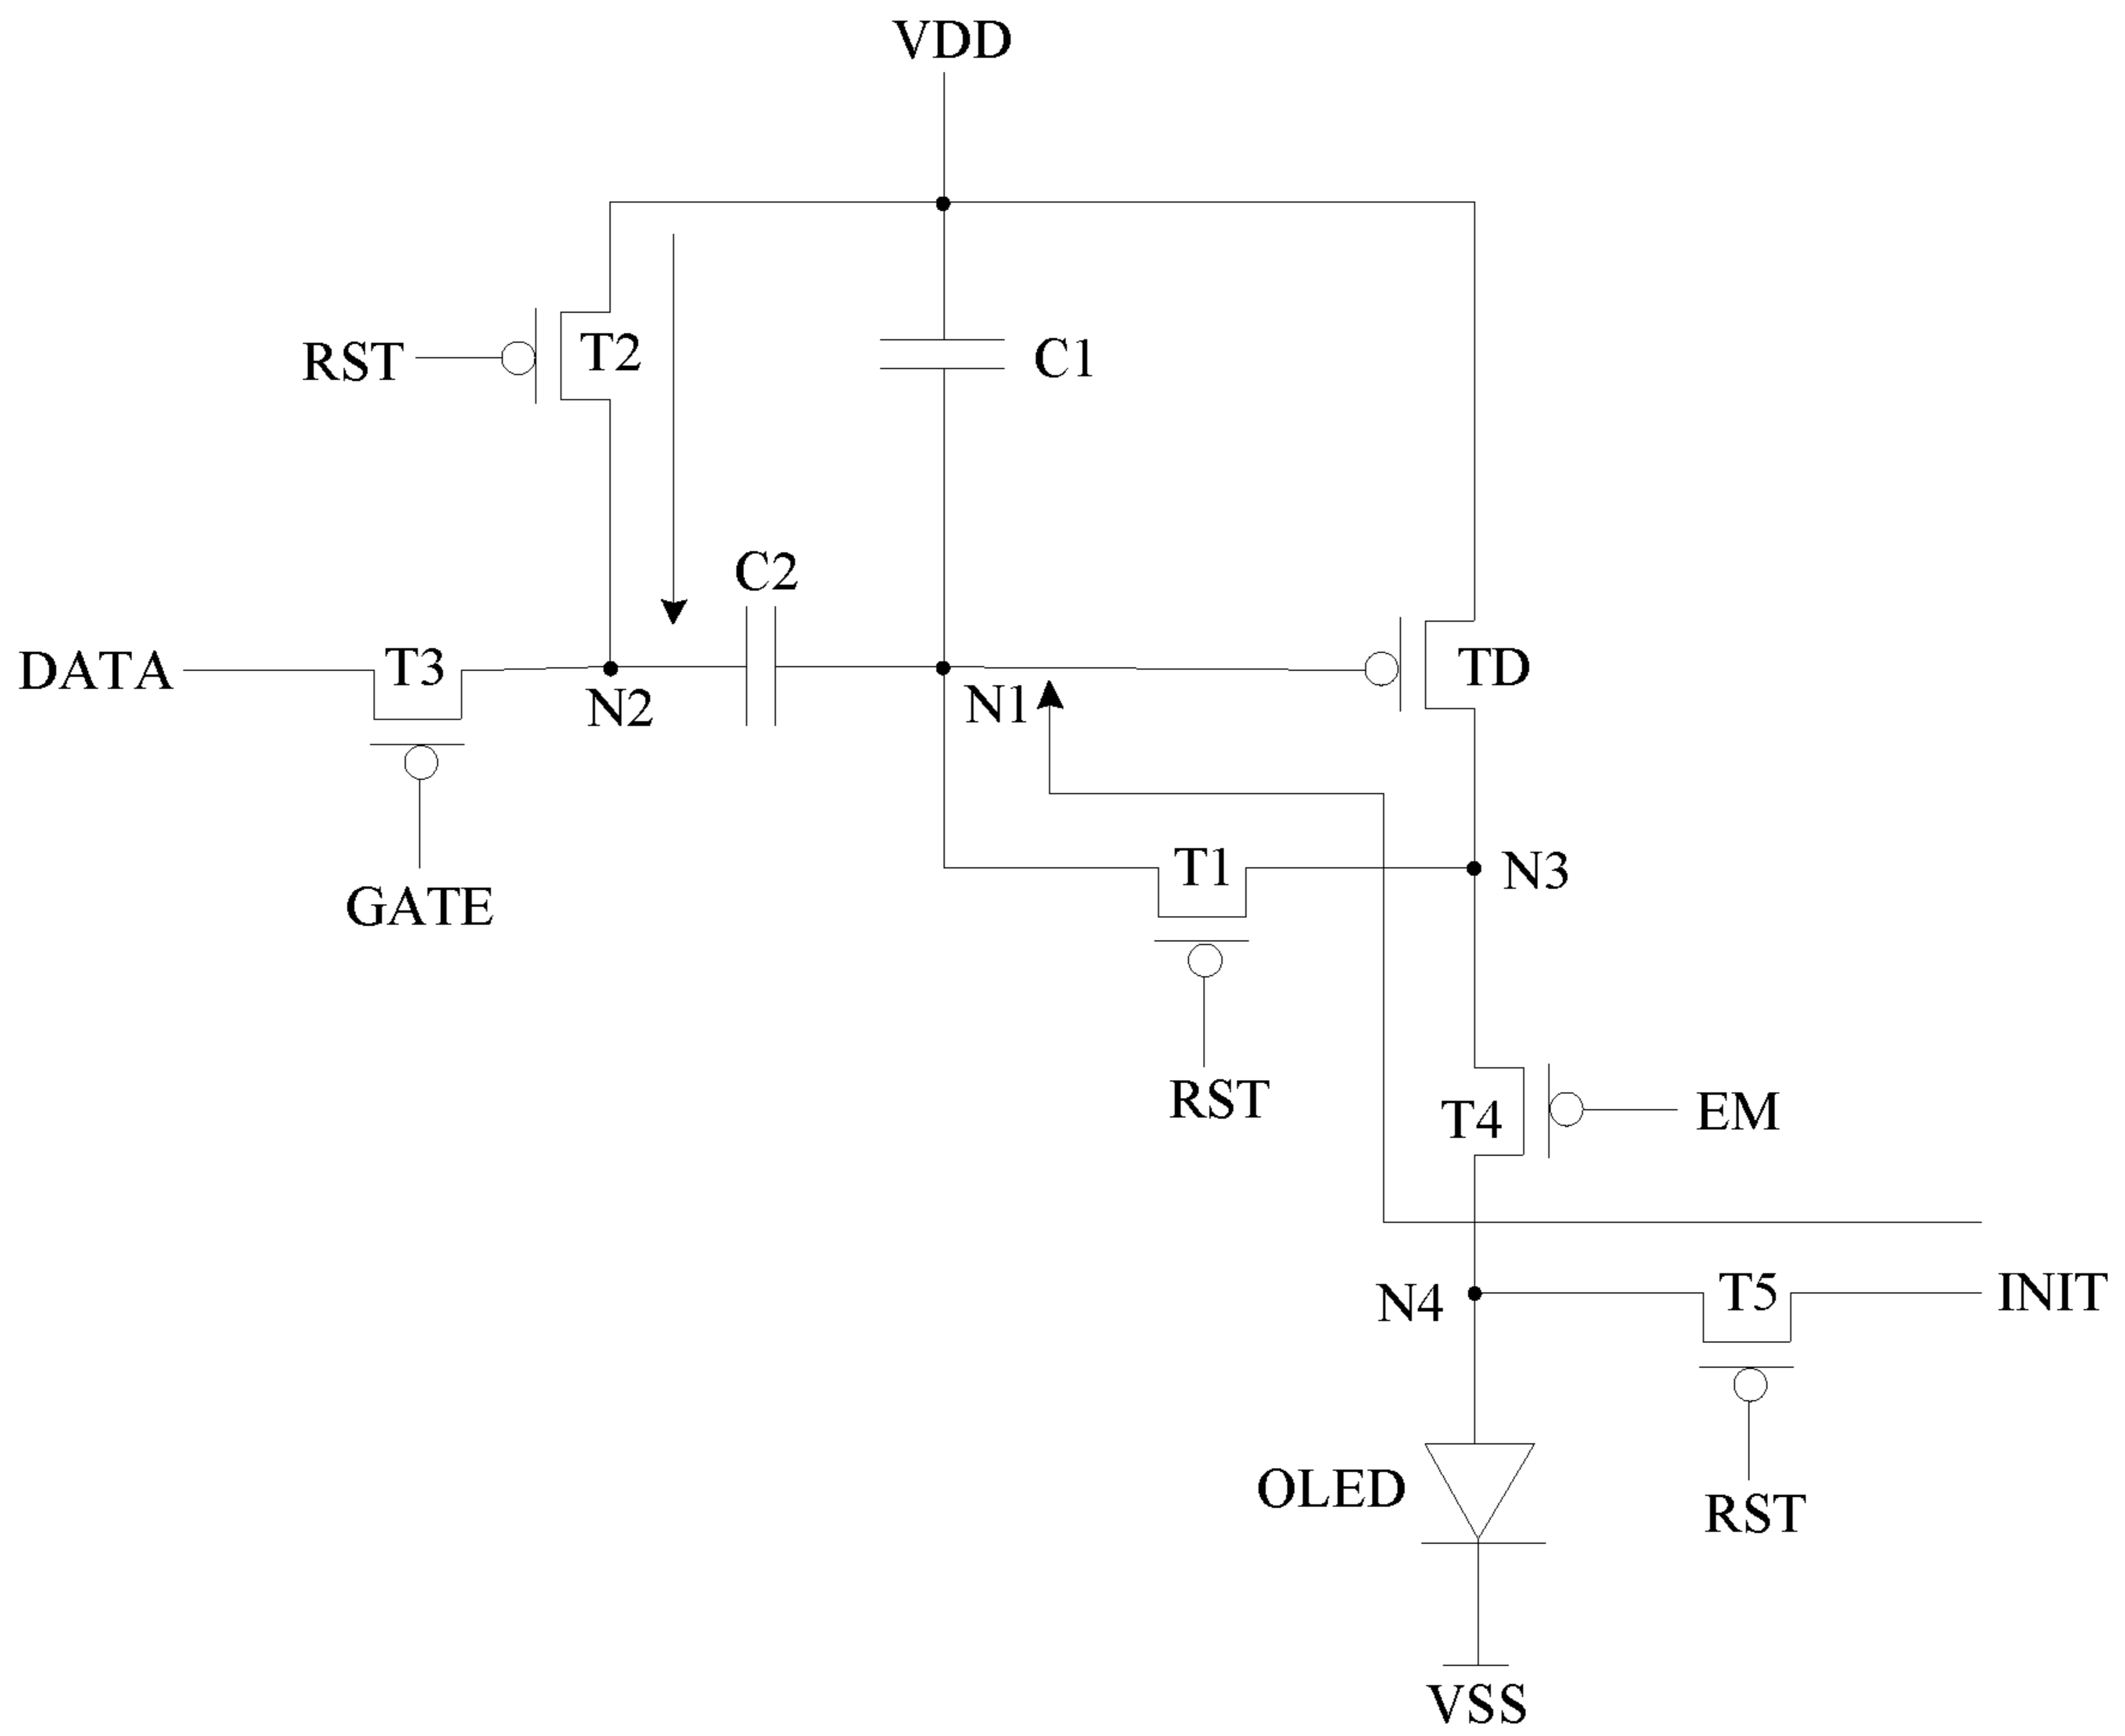 VDD
RST
T2
C1
C2
DATA
T3
N2
N1
TD
GATE
T1
N3
RST
T4
EM
N4
T5
INIT
OLED
RST
VSS